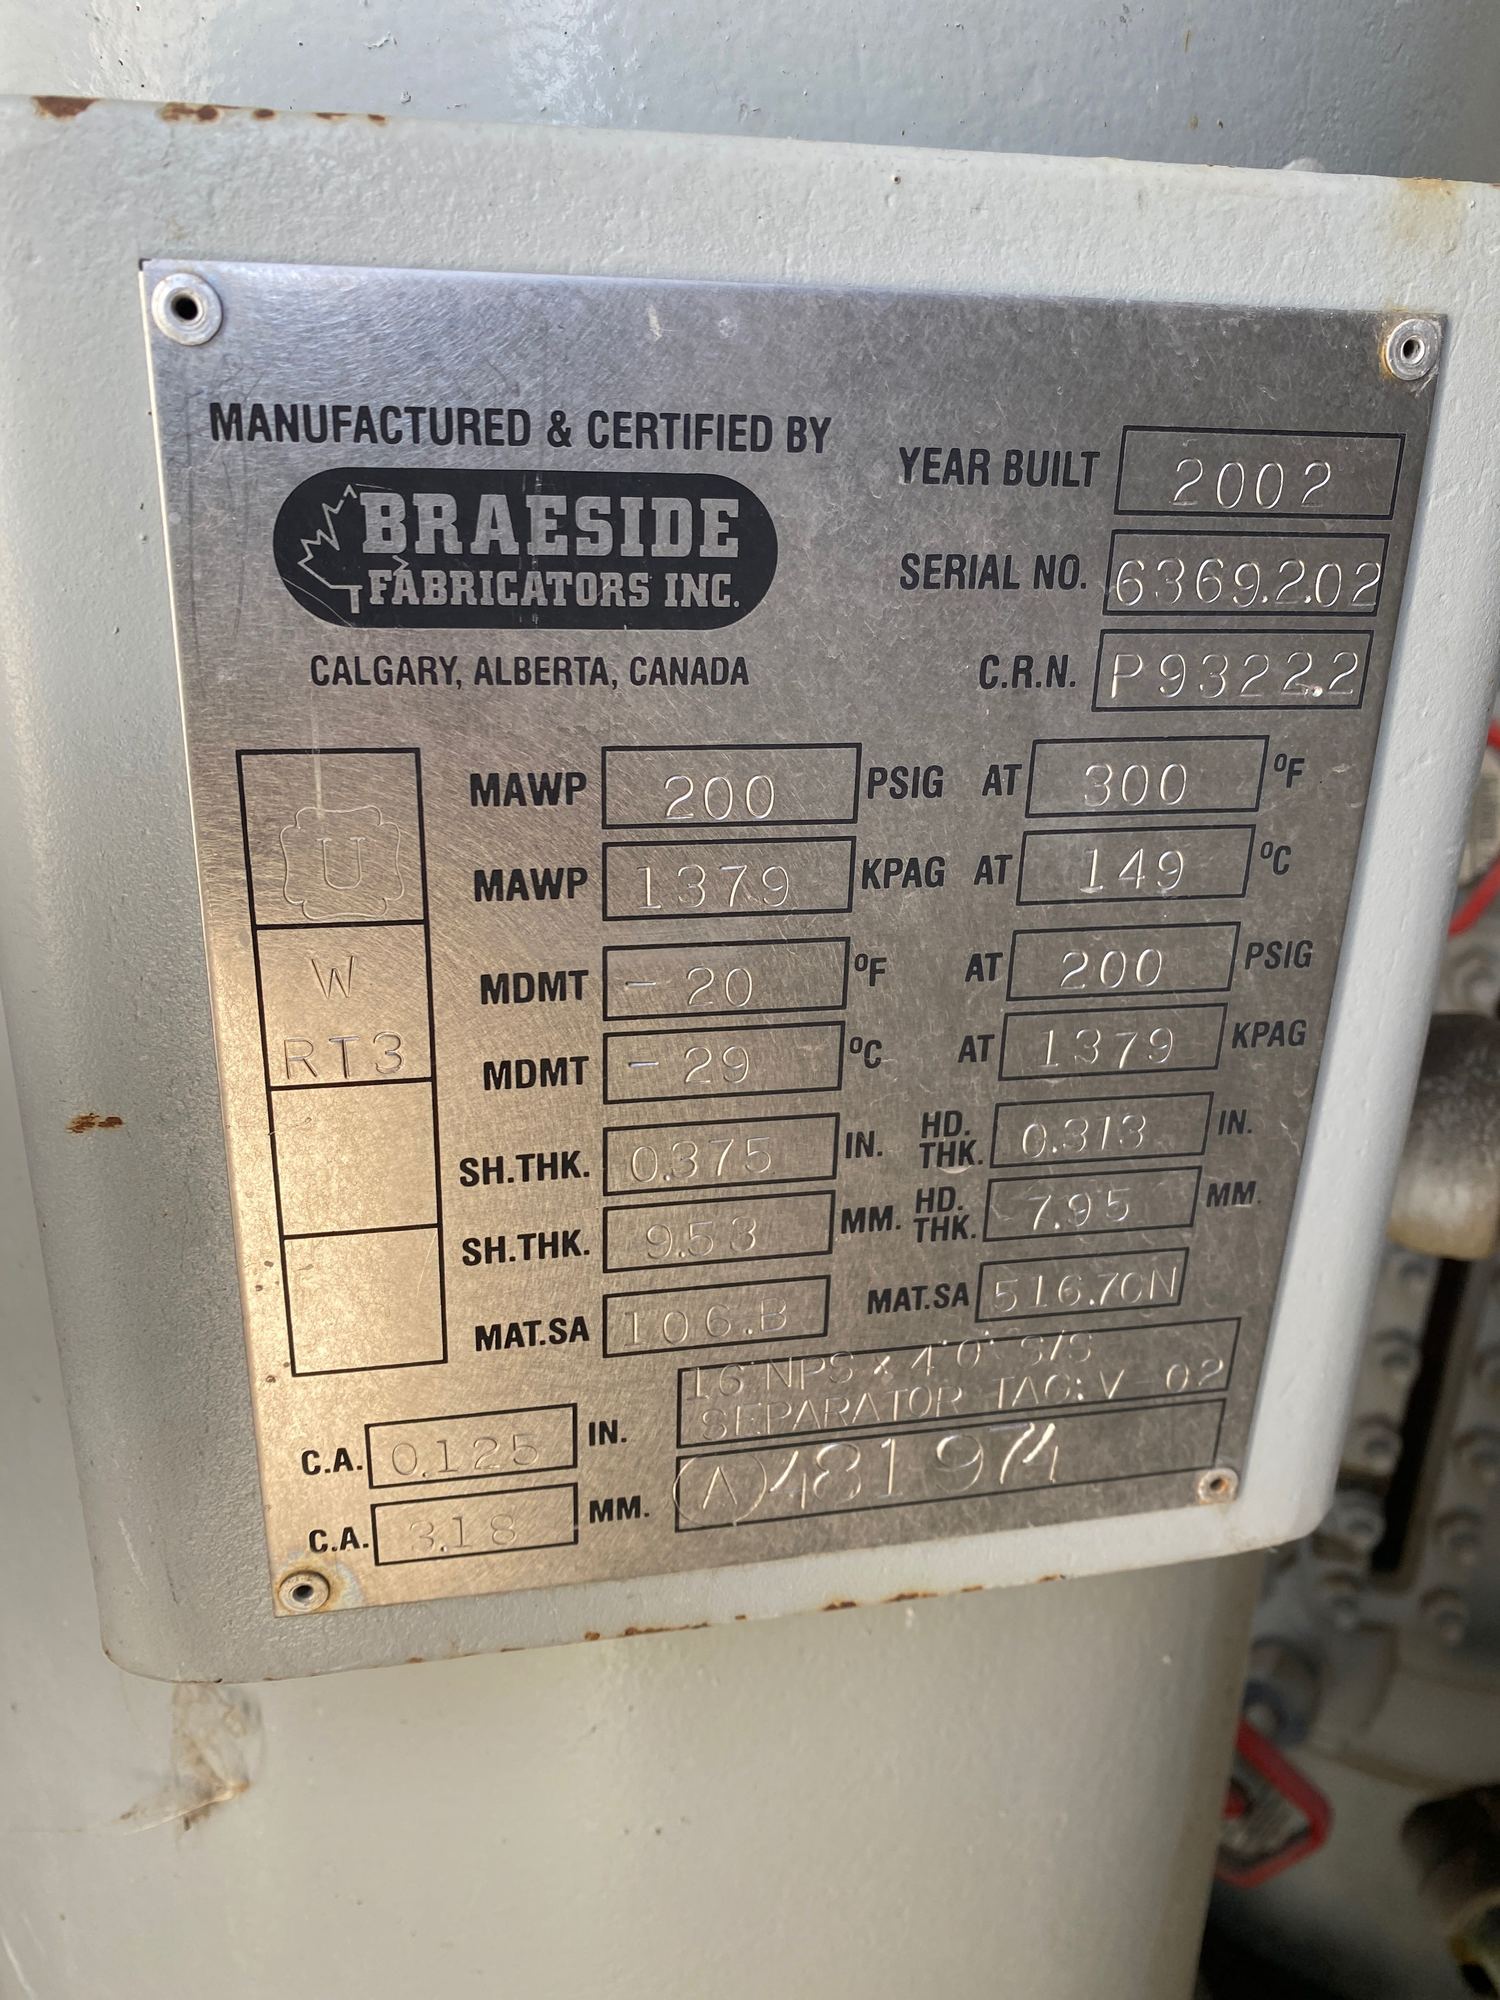 MANUFACTURED & CERTIFIED BY
BRAESIDE
FABRICATORS INC.
CALGARY, ALBERTA, CANADA
YEAR BUILT 2002
SERIAL NO. 6369.2.02
C.R.N. P9322.2
U
W
RT3
MAWP 200 PSIG AT 300 °F
MAWP 1379 KPAG AT 149 °C
MDMT -20 °F AT 200 PSIG
MDMT -29 °C AT 1379 KPAG
SH.THK. 0.375 IN. HD. THK. 0.313 IN.
SH.THK. 9.53 MM. HD. THK. 7.95 MM.
MAT.SA 106.B MAT.SA 516.70N
16" NPS x 4'0" S/S
SEPARATOR TAG: V-02
C.A. 0.125 IN.
(A) 481974
C.A. 3.18 MM.